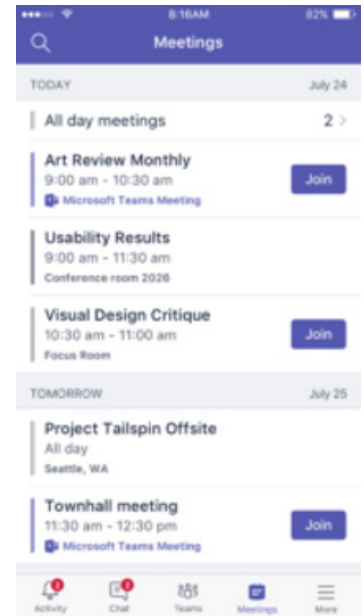 8:16AM
82%
Meetings
TODAY July 24
All day meetings 2 >
Art Review Monthly
9:00 am - 10:30 am
Join
Microsoft Teams Meeting
Usability Results
9:00 am - 11:30 am
Conference room 2026
Visual Design Critique
10:30 am - 11:00 am
Join
Focus Room
TOMORROW July 25
Project Tailspin Offsite
All day
Seattle, WA
Townhall meeting
11:30 am - 12:30 pm
Join
Microsoft Teams Meeting
Activity Chat Teams Meetings More